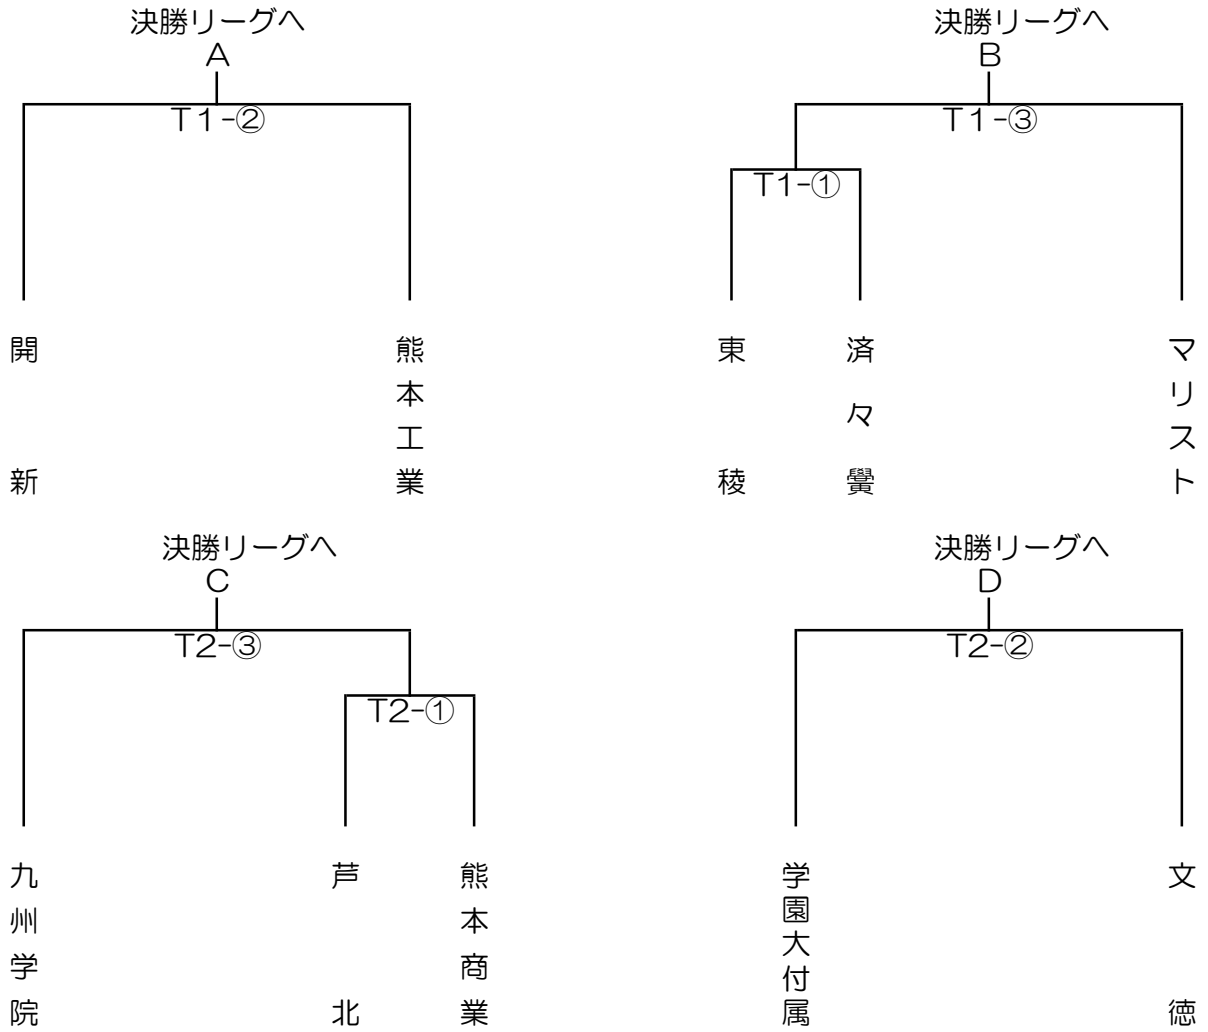 決勝リーグへ
A
T1-②
開新
熊本工業
決勝リーグへ
B
T1-③
T1-①
東稜
済々黌
マリスト
決勝リーグへ
C
T2-③
T2-①
九州学院
芦北
熊本商業
決勝リーグへ
D
T2-②
学園大付属
文徳